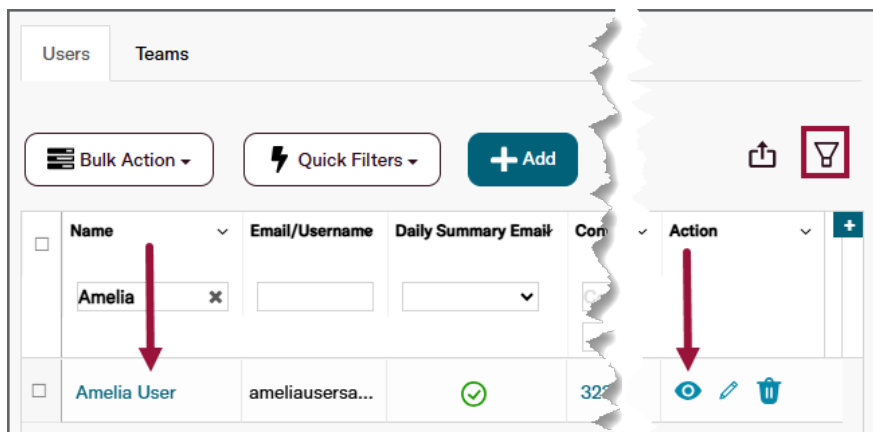 Users Teams
Bulk Action Quick Filters + Add
Name Email/Username Daily Summary Email Action +
Amelia
Amelia User ameliausersa...